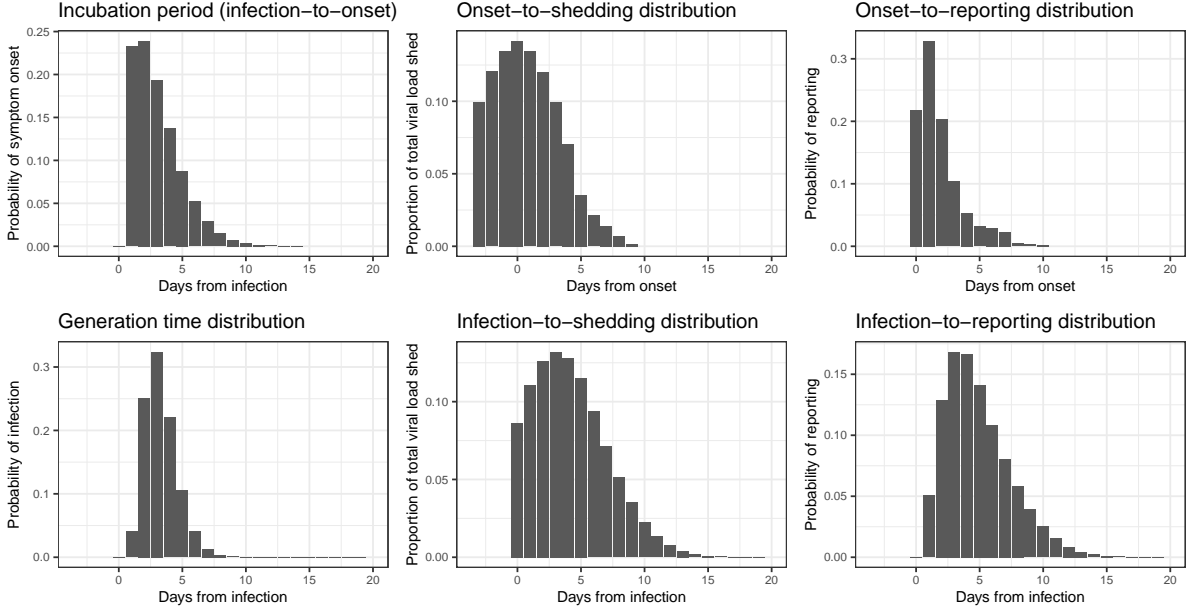 Incubation period (infection−to−onset)
0.25
0.20
0.15
0.10
0.05
0.00
Probability of symptom onset
0 5 10 15 20
Days from infection
Onset−to−shedding distribution
0.10
0.05
0.00
Proportion of total viral load shed
0 5 10 15 20
Days from onset
Onset−to−reporting distribution
0.3
0.2
0.1
0.0
Probability of reporting
0 5 10 15 20
Days from onset
Generation time distribution
0.3
0.2
0.1
0.0
Probability of infection
0 5 10 15 20
Days from infection
Infection−to−shedding distribution
0.10
0.05
0.00
Proportion of total viral load shed
0 5 10 15 20
Days from infection
Infection−to−reporting distribution
0.15
0.10
0.05
0.00
Probability of reporting
0 5 10 15 20
Days from infection